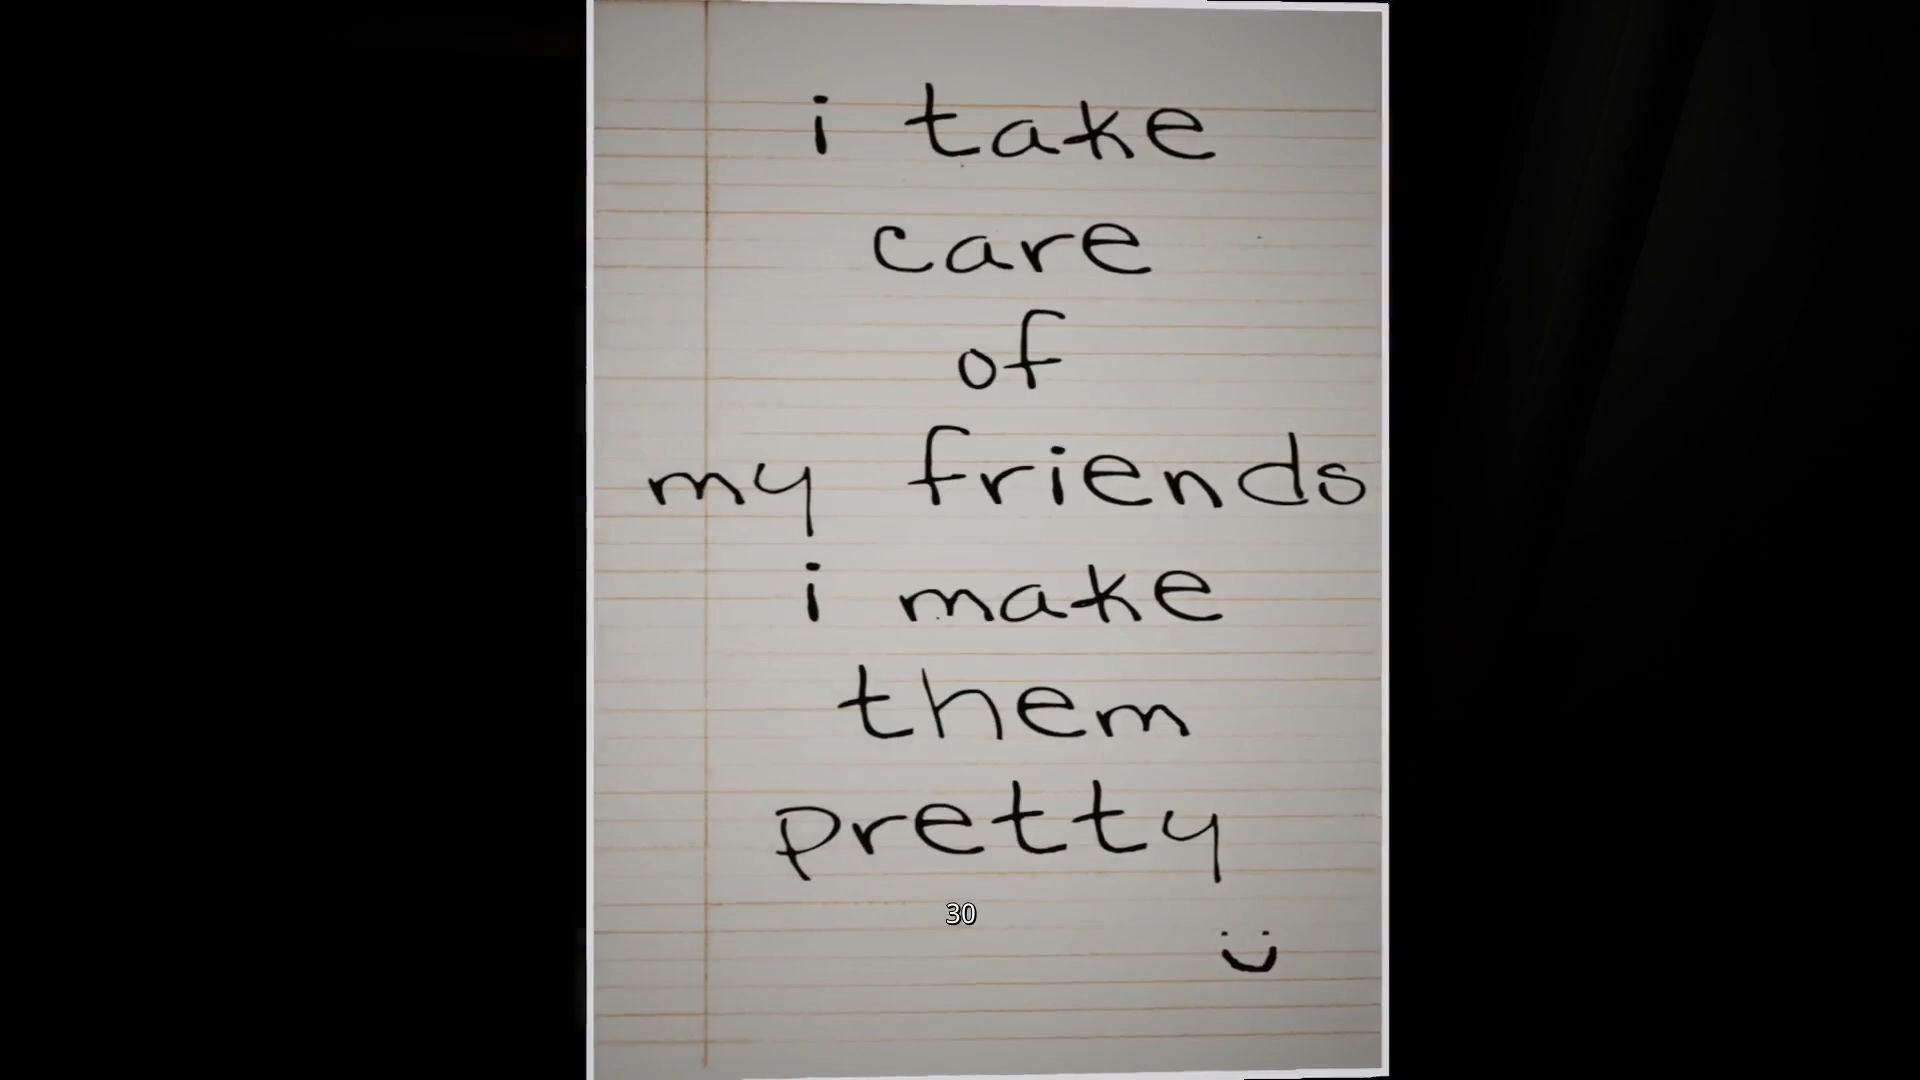 i take
care
of
my friends
i make
them
pretty
30
:)